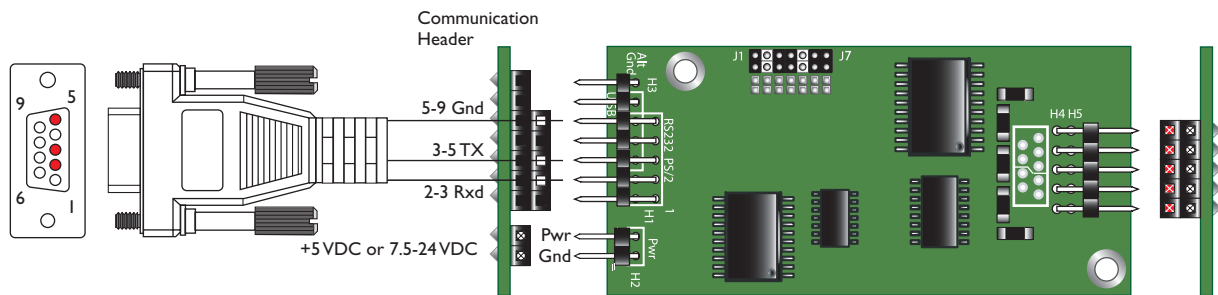 Communication
Header
9
5
6
1
5-9 Gnd
3-5 TX
2-3 Rxd
+5 VDC or 7.5-24 VDC
Pwr
Gnd
Alt
Gnd
H3
USB
RS232 PS/2
1
H1
Pwr
H2
J1
J7
H4 H5